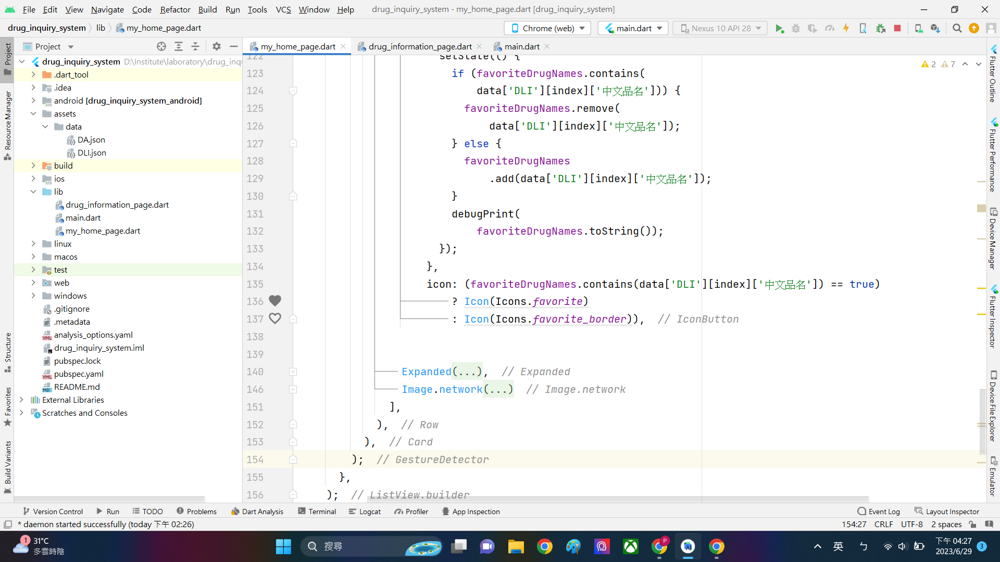 File Edit View Navigate Code Refactor Build Run Tools VCS Window Help drug_inquiry_system - my_home_page.dart [drug_inquiry_system]
drug_inquiry_system lib my_home_page.dart Chrome (web) main.dart Nexus 10 API 28
Project my_home_page.dart drug_information_page.dart main.dart
drug_inquiry_system D:\Institute\laboratory\drug_inqu
.dart_tool
.idea
android [drug_inquiry_system_android]
assets
data
DA.json
DLI.json
build
ios
lib
drug_information_page.dart
main.dart
my_home_page.dart
linux
macos
test
web
windows
.gitignore
.metadata
analysis_options.yaml
drug_inquiry_system.iml
pubspec.lock
pubspec.yaml
README.md
External Libraries
Scratches and Consoles
Project
Resource Manager
Structure
Favorites
Build Variants
2 7
122 setState(() {
123 if (favoriteDrugNames.contains(
124 data['DLI'][index]['中文品名'])) {
125 favoriteDrugNames.remove(
126 data['DLI'][index]['中文品名']);
127 } else {
128 favoriteDrugNames
129 .add(data['DLI'][index]['中文品名']);
130 }
131 debugPrint(
132 favoriteDrugNames.toString());
133 });
134 },
135 icon: (favoriteDrugNames.contains(data['DLI'][index]['中文品名']) == true)
136 ? Icon(Icons.favorite)
137 : Icon(Icons.favorite_border)), // IconButton
138
139
140 Expanded(...), // Expanded
146 Image.network(...) // Image.network
151 ],
152 ), // Row
153 ), // Card
154 ); // GestureDetector
155 },
156 ); // ListView.builder
Flutter Outline
Flutter Performance
Device Manager
Flutter Inspector
Device File Explorer
Emulator
Version Control Run TODO Problems Dart Analysis Terminal Logcat Profiler App Inspection Event Log Layout Inspector
* daemon started successfully (today 下午 02:26) 154:27 CRLF UTF-8 2 spaces
1 31°C
多雲時陰
搜尋
P
英 ㄅ
下午 04:27
2023/6/29
3